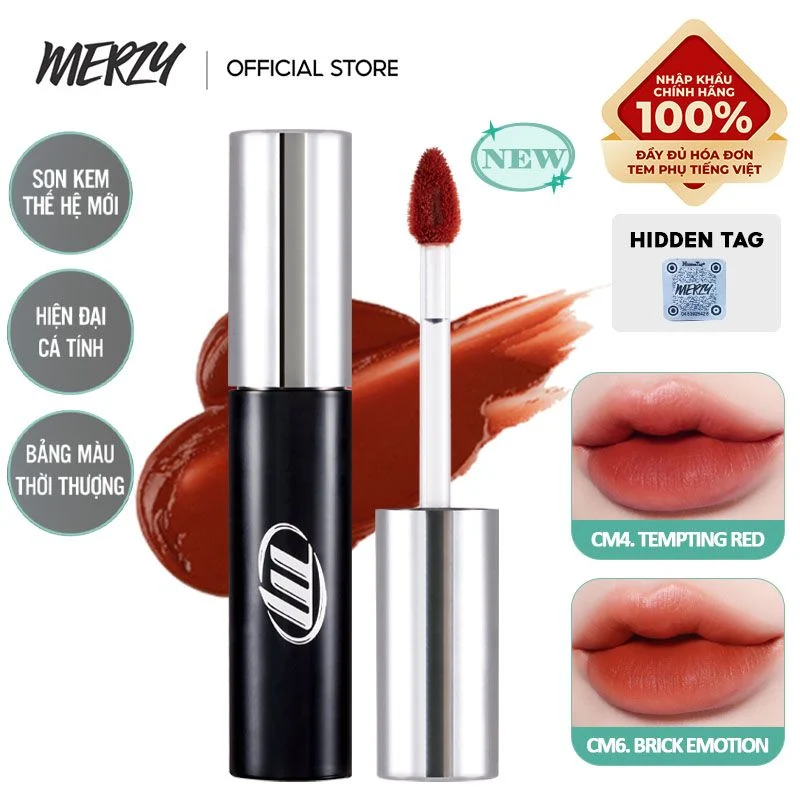 MERZY
OFFICIAL STORE
NHẬP KHẨU
CHÍNH HÃNG
100%
ĐẦY ĐỦ HÓA ĐƠN
TEM PHỤ TIẾNG VIỆT
NEW
SON KEM
THẾ HỆ MỚI
HIDDEN TAG
MERZY
HIỆN ĐẠI
CÁ TÍNH
BẢNG MÀU
THỜI THƯỢNG
CM4. TEMPTING RED
CM6. BRICK EMOTION